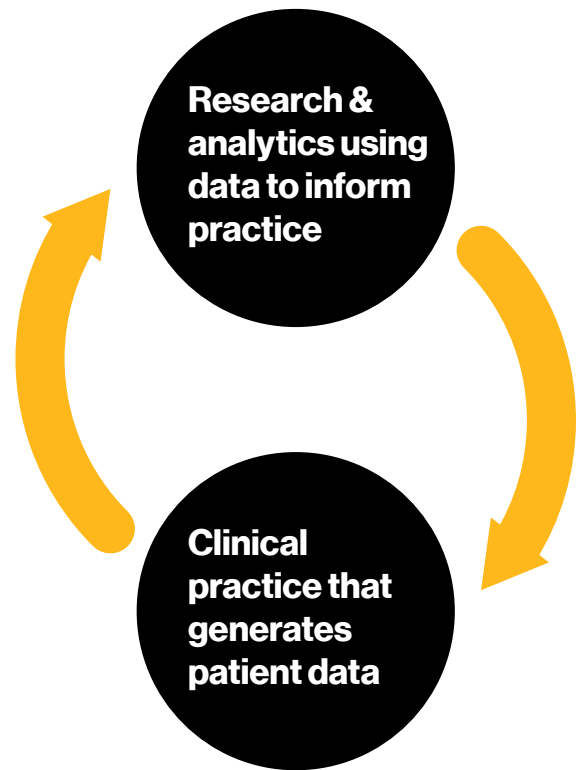 Research &
analytics using
data to inform
practice
Clinical
practice that
generates
patient data